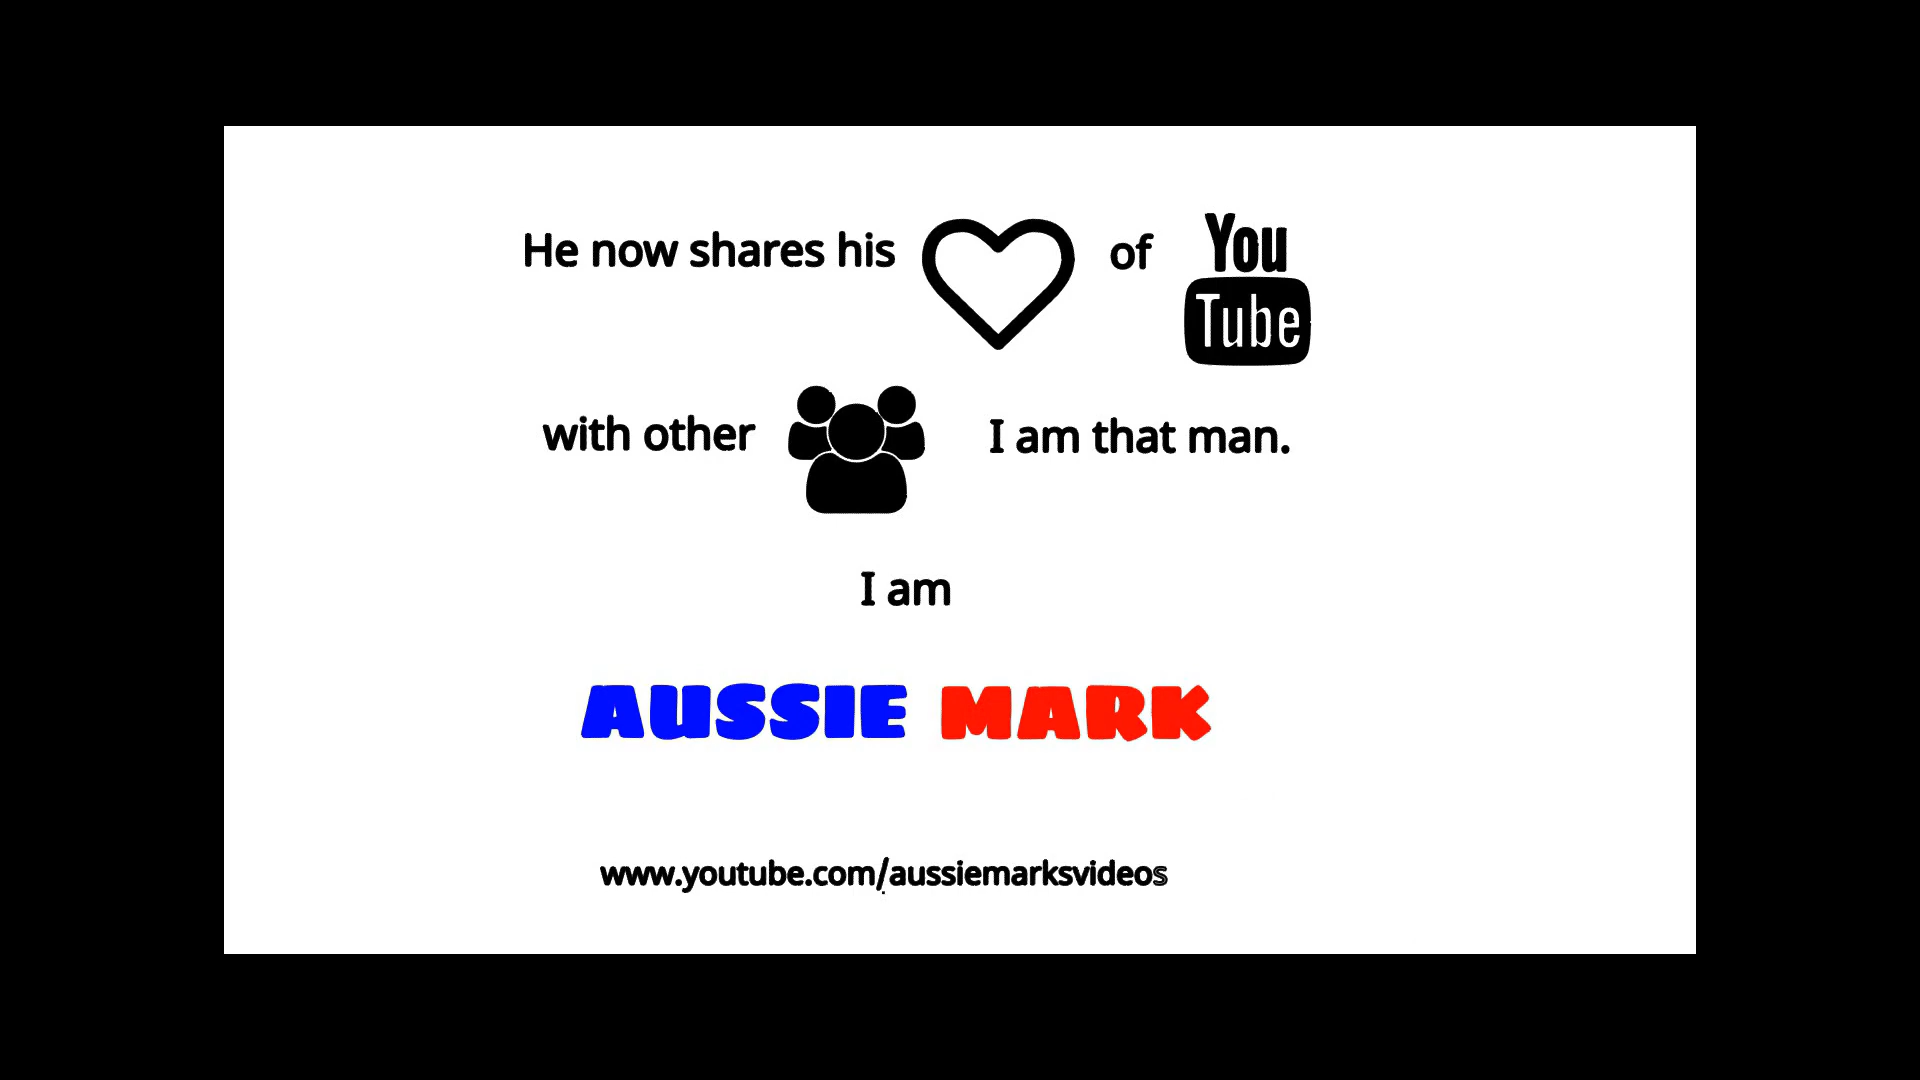 He now shares his of You
Tube
with other I am that man.
I am
AUSSIE MARK
www.youtube.com/aussiemarksvideos